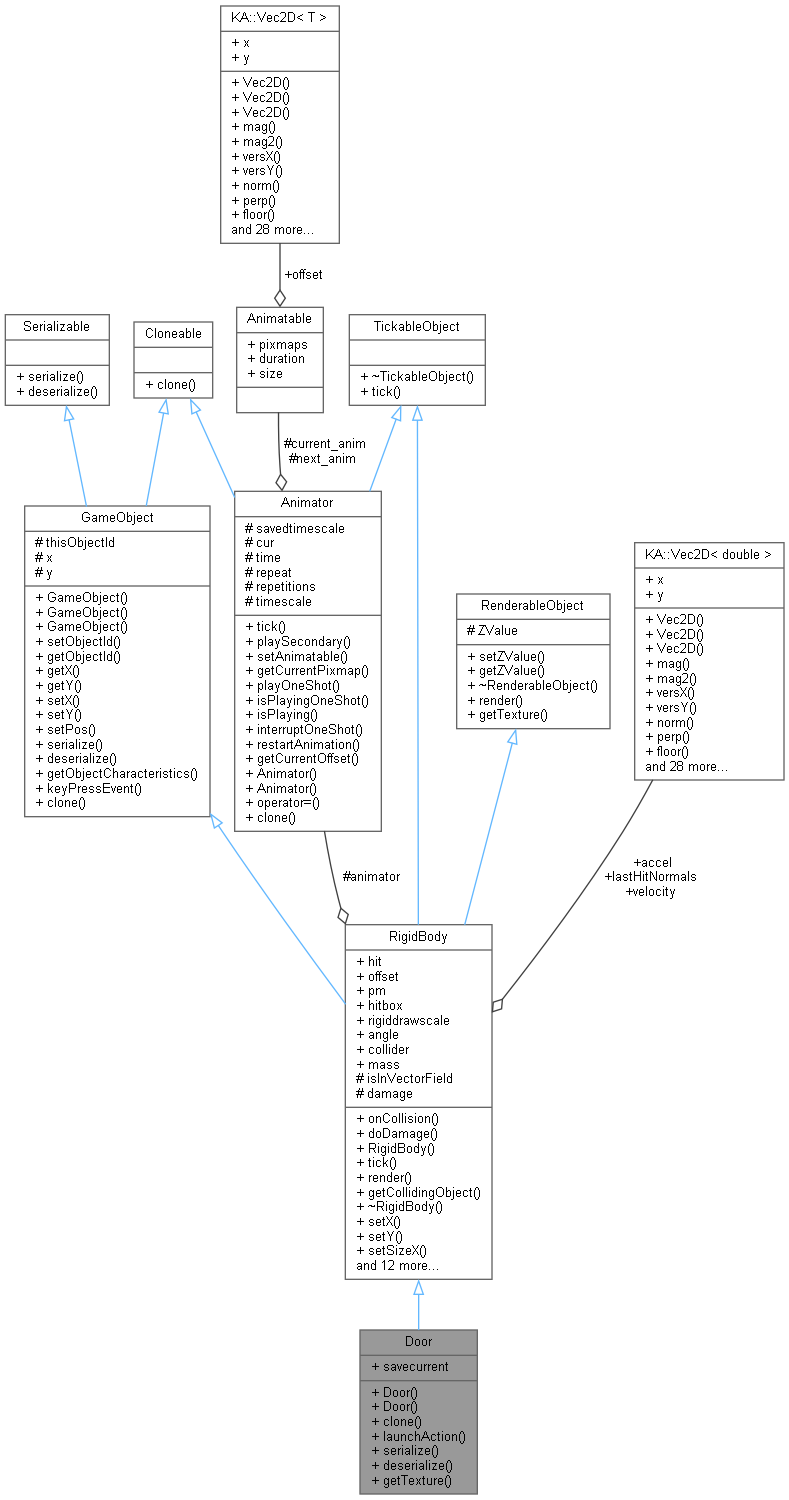 KA::Vec2D< T >
+ x
+ y
+ Vec2D()
+ Vec2D()
+ Vec2D()
+ mag()
+ mag2()
+ versX()
+ versY()
+ norm()
+ perp()
+ floor()
and 28 more...
+offset
Serializable
+ serialize()
+ deserialize()
Cloneable
+ clone()
Animatable
+ pixmaps
+ duration
+ size
TickableObject
+ ~TickableObject()
+ tick()
#current_anim
#next_anim
GameObject
# thisObjectId
# x
# y
+ GameObject()
+ GameObject()
+ GameObject()
+ setObjectId()
+ getObjectId()
+ getX()
+ getY()
+ setX()
+ setY()
+ setPos()
+ serialize()
+ deserialize()
+ getObjectCharacteristics()
+ keyPressEvent()
+ clone()
Animator
# savedtimescale
# cur
# time
# repeat
# repetitions
# timescale
+ tick()
+ playSecondary()
+ setAnimatable()
+ getCurrentPixmap()
+ playOneShot()
+ isPlayingOneShot()
+ isPlaying()
+ interruptOneShot()
+ restartAnimation()
+ getCurrentOffset()
+ Animator()
+ Animator()
+ operator=()
+ clone()
RenderableObject
# ZValue
+ setZValue()
+ getZValue()
+ ~RenderableObject()
+ render()
+ getTexture()
KA::Vec2D< double >
+ x
+ y
+ Vec2D()
+ Vec2D()
+ Vec2D()
+ mag()
+ mag2()
+ versX()
+ versY()
+ norm()
+ perp()
+ floor()
and 28 more...
#animator
+accel
+lastHitNormals
+velocity
RigidBody
+ hit
+ offset
+ pm
+ hitbox
+ rigiddrawscale
+ angle
+ collider
+ mass
# isInVectorField
# damage
+ onCollision()
+ doDamage()
+ RigidBody()
+ tick()
+ render()
+ getCollidingObject()
+ ~RigidBody()
+ setX()
+ setY()
+ setSizeX()
and 12 more...
Door
+ savecurrent
+ Door()
+ Door()
+ clone()
+ launchAction()
+ serialize()
+ deserialize()
+ getTexture()